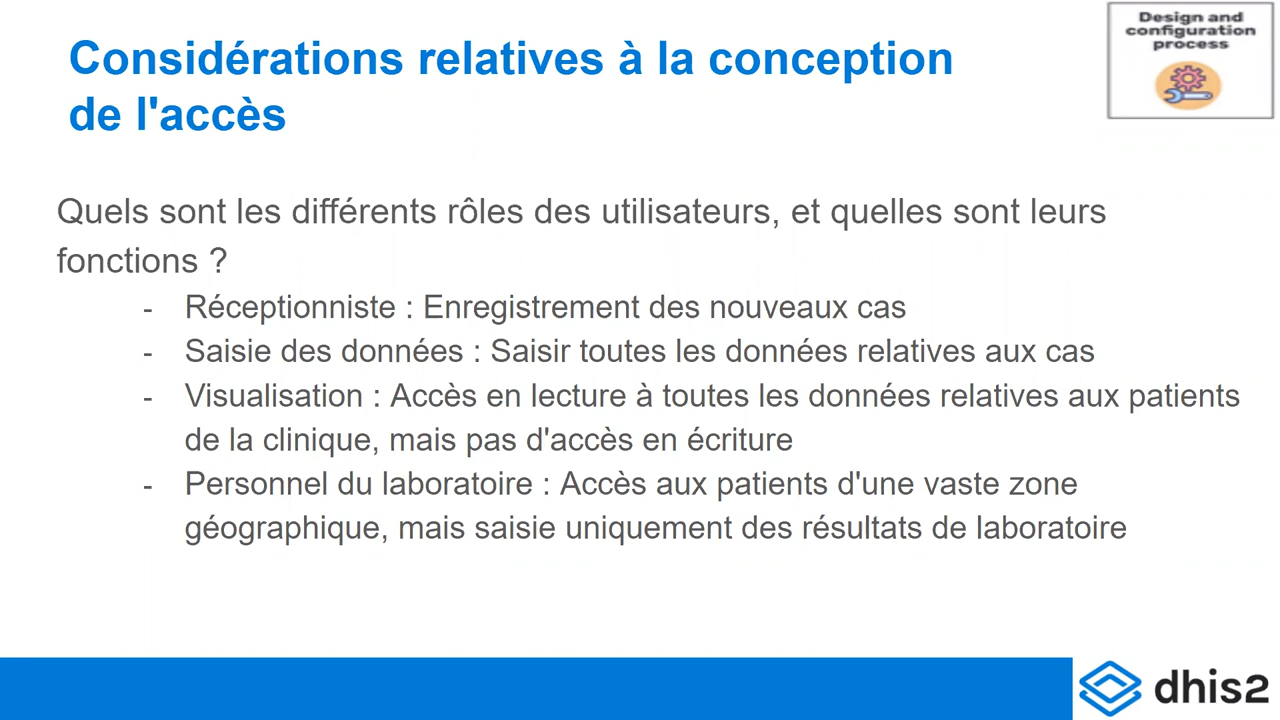 Considérations relatives à la conception
de l'accès
Design and
configuration
process
Quels sont les différents rôles des utilisateurs, et quelles sont leurs
fonctions ?
- Réceptionniste : Enregistrement des nouveaux cas
- Saisie des données : Saisir toutes les données relatives aux cas
- Visualisation : Accès en lecture à toutes les données relatives aux patients
de la clinique, mais pas d'accès en écriture
- Personnel du laboratoire : Accès aux patients d'une vaste zone
géographique, mais saisie uniquement des résultats de laboratoire
dhis2